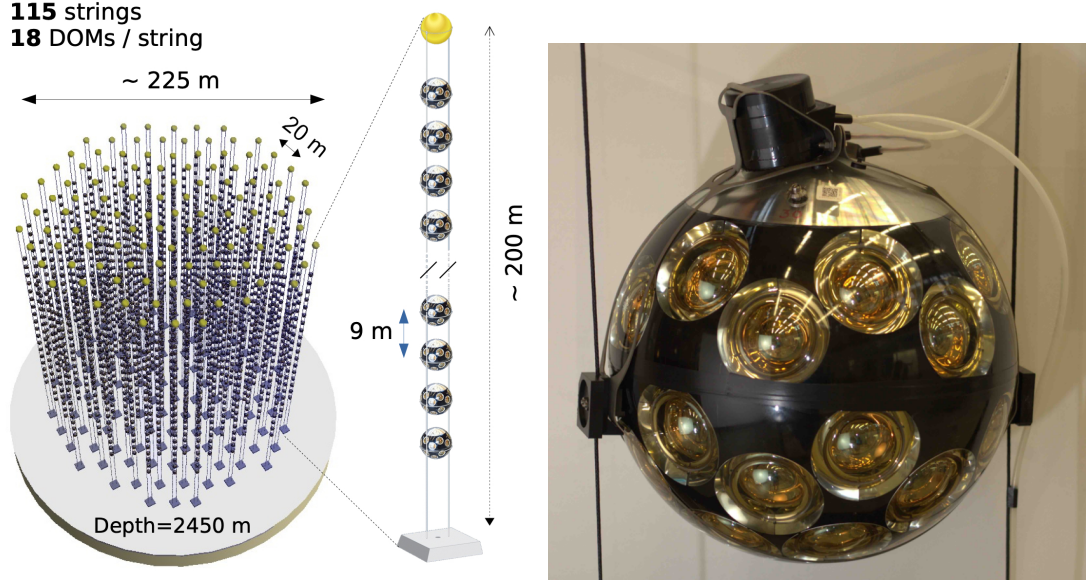 115 strings
18 DOMs / string
~ 225 m
20 m
9 m
~ 200 m
Depth=2450 m